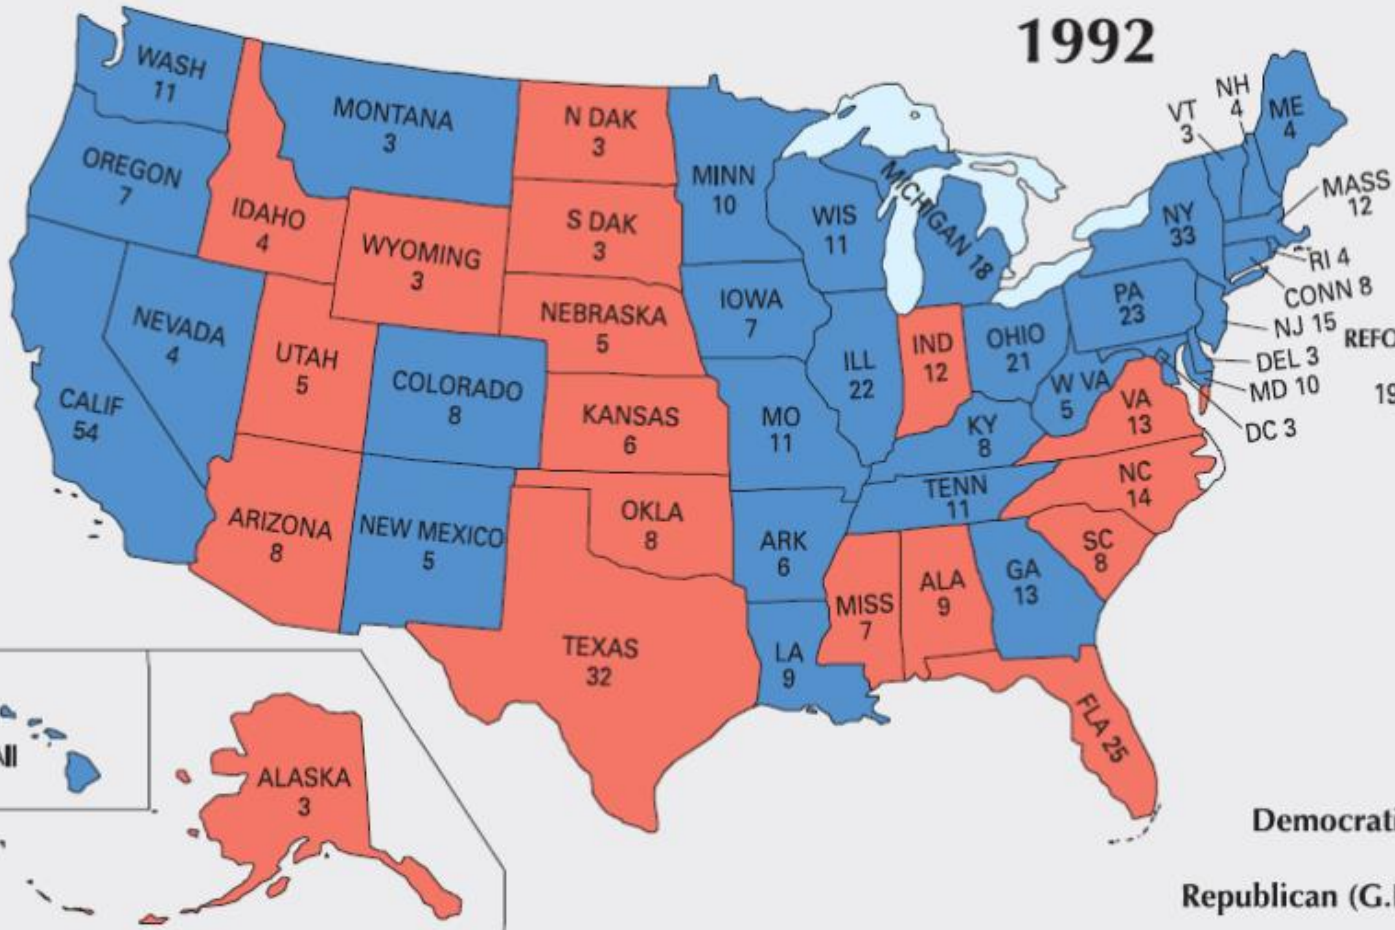 1992
WASH
11
MONTANA
3
N DAK
3
MINN
10
OREGON
7
IDAHO
4
WYOMING
3
S DAK
3
WIS
11
MICHIGAN 18
VT
3
NH
4
ME
4
MASS
12
NY
33
RI 4
CONN 8
NJ 15
REFO
DEL 3
MD 10
19
DC 3
NEVADA
4
UTAH
5
COLORADO
8
NEBRASKA
5
IOWA
7
ILL
22
IND
12
OHIO
21
PA
23
W VA
5
VA
13
CALIF
54
KANSAS
6
MO
11
KY
8
ARIZONA
8
NEW MEXICO
5
OKLA
8
ARK
6
TENN
11
NC
14
SC
8
TEXAS
32
LA
9
MISS
7
ALA
9
GA
13
FLA 25
ALASKA
3
Democrati
Republican (G.